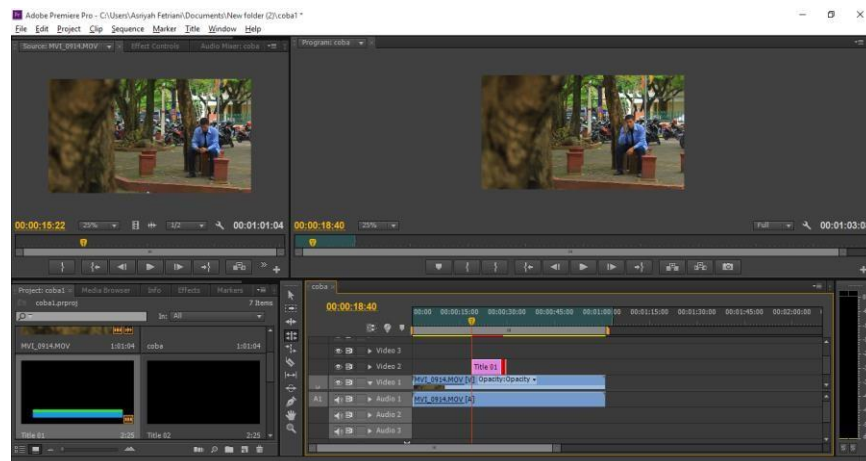 Adobe Premiere Pro - C:\Users\Asriyah Fetriani\Documents\New folder (2)\coba1 *
File Edit Project Clip Sequence Marker Title Window Help
Source: MVI_0914.MOV Effect Controls Audio Mixer: coba
Program: coba
00:00:15:22 25% 1/2 00:01:01:04
00:00:18:40 25% Full 00:01:03:0
Project: coba1 Media Browser Info Effects Markers
coba1.prproj 7 Items
In: All
MVI_0914.MOV 1:01:04 coba 1:01:04
Title 01 2:25 Title 02 2:25
coba
00:00:18:40
00:00 00:00:15:00 00:00:30:00 00:00:45:00 00:01:00:00 00:01:15:00 00:01:30:00 00:01:45:00 00:02:00:00
Video 3
Video 2 Title 01
Video 1 MVI_0914.MOV [V] Opacity:Opacity
A1 Audio 1 MVI_0914.MOV [A]
Audio 2
Audio 3
S S